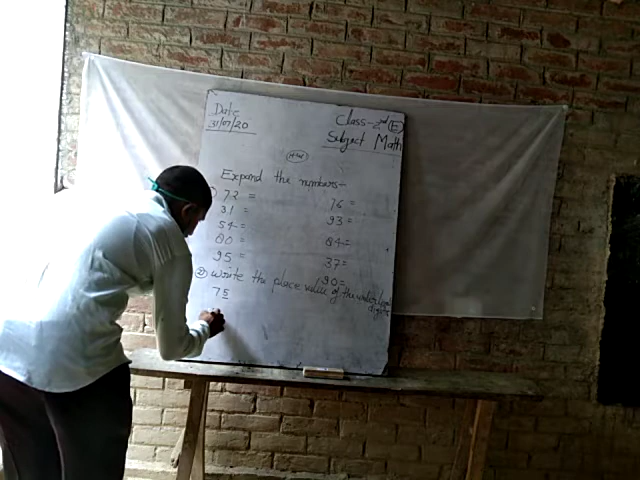 Date
31/07/20
Class-2nd(E)
Subject Math
H.W
Expand the numbers-
1) 72 = 76=
31 = 93=
54= 84=
80 = 37=
95 = 90=
2) Write the place value of the underlined digits
75